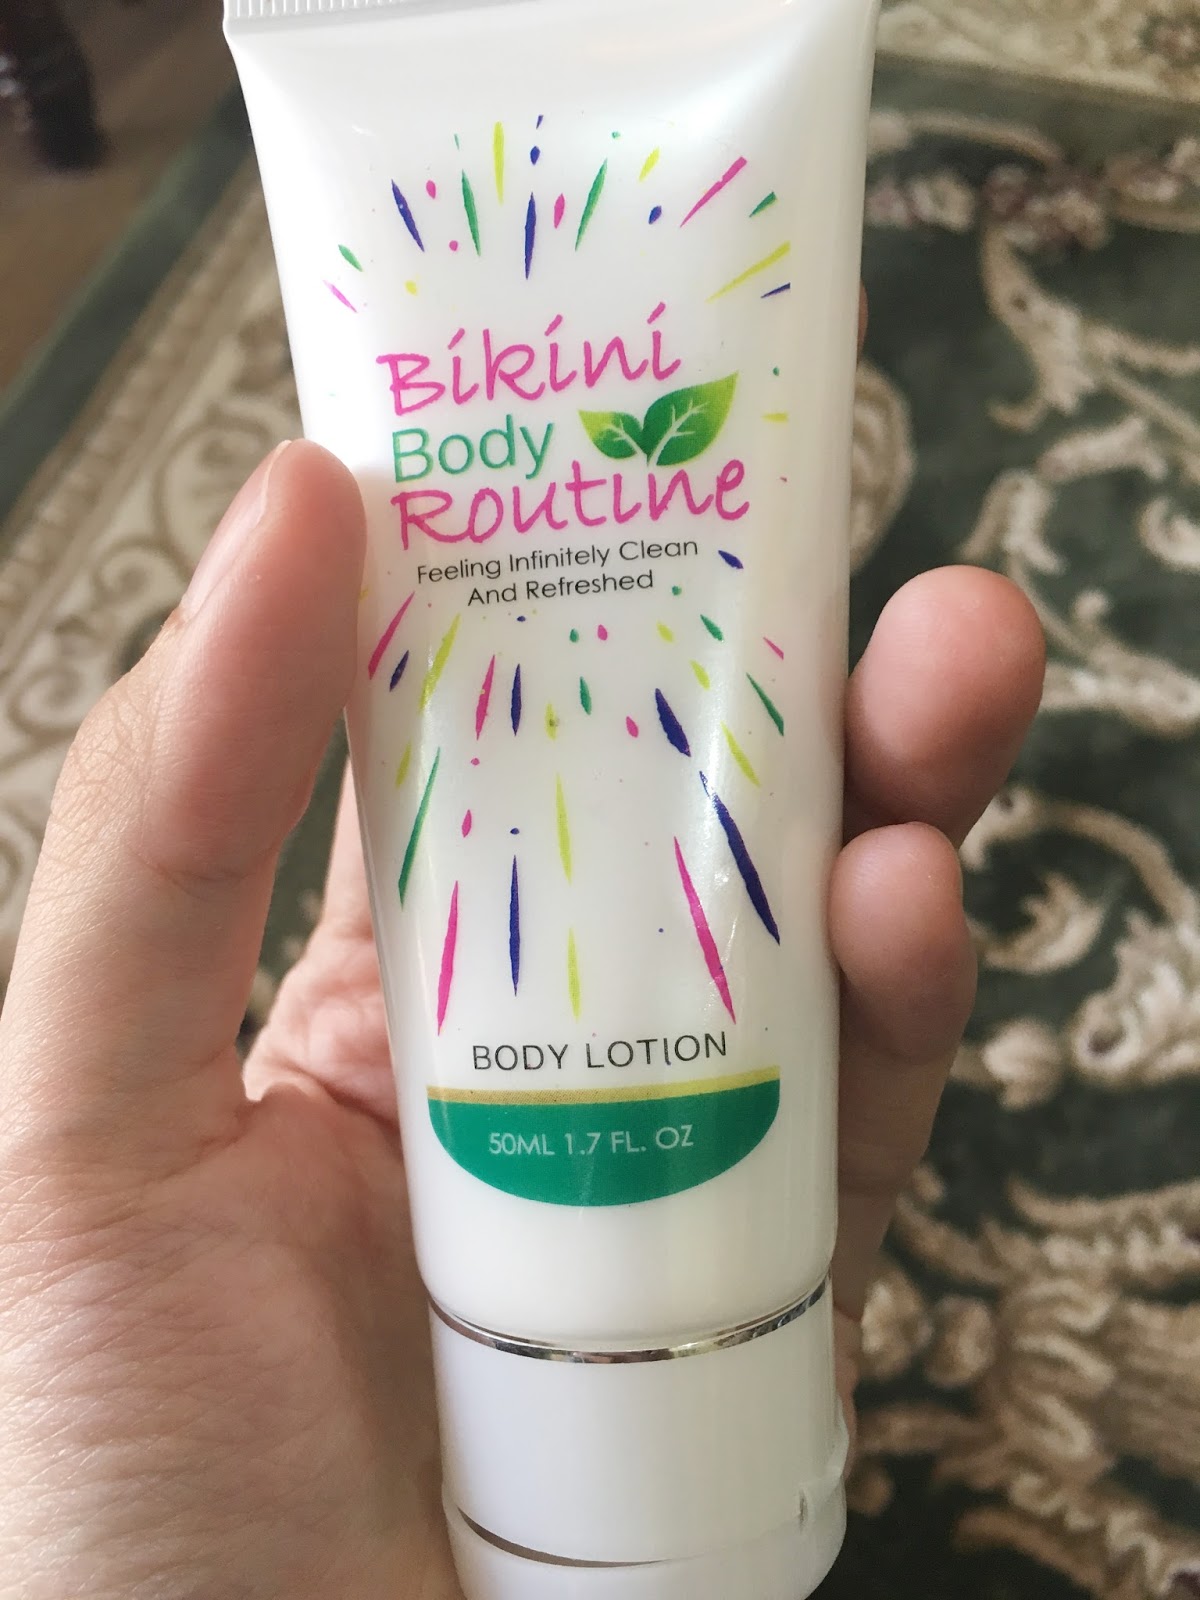 Bikini
Body
Routine
Feeling Infinitely Clean
And Refreshed
BODY LOTION
50ML 1.7 FL. OZ